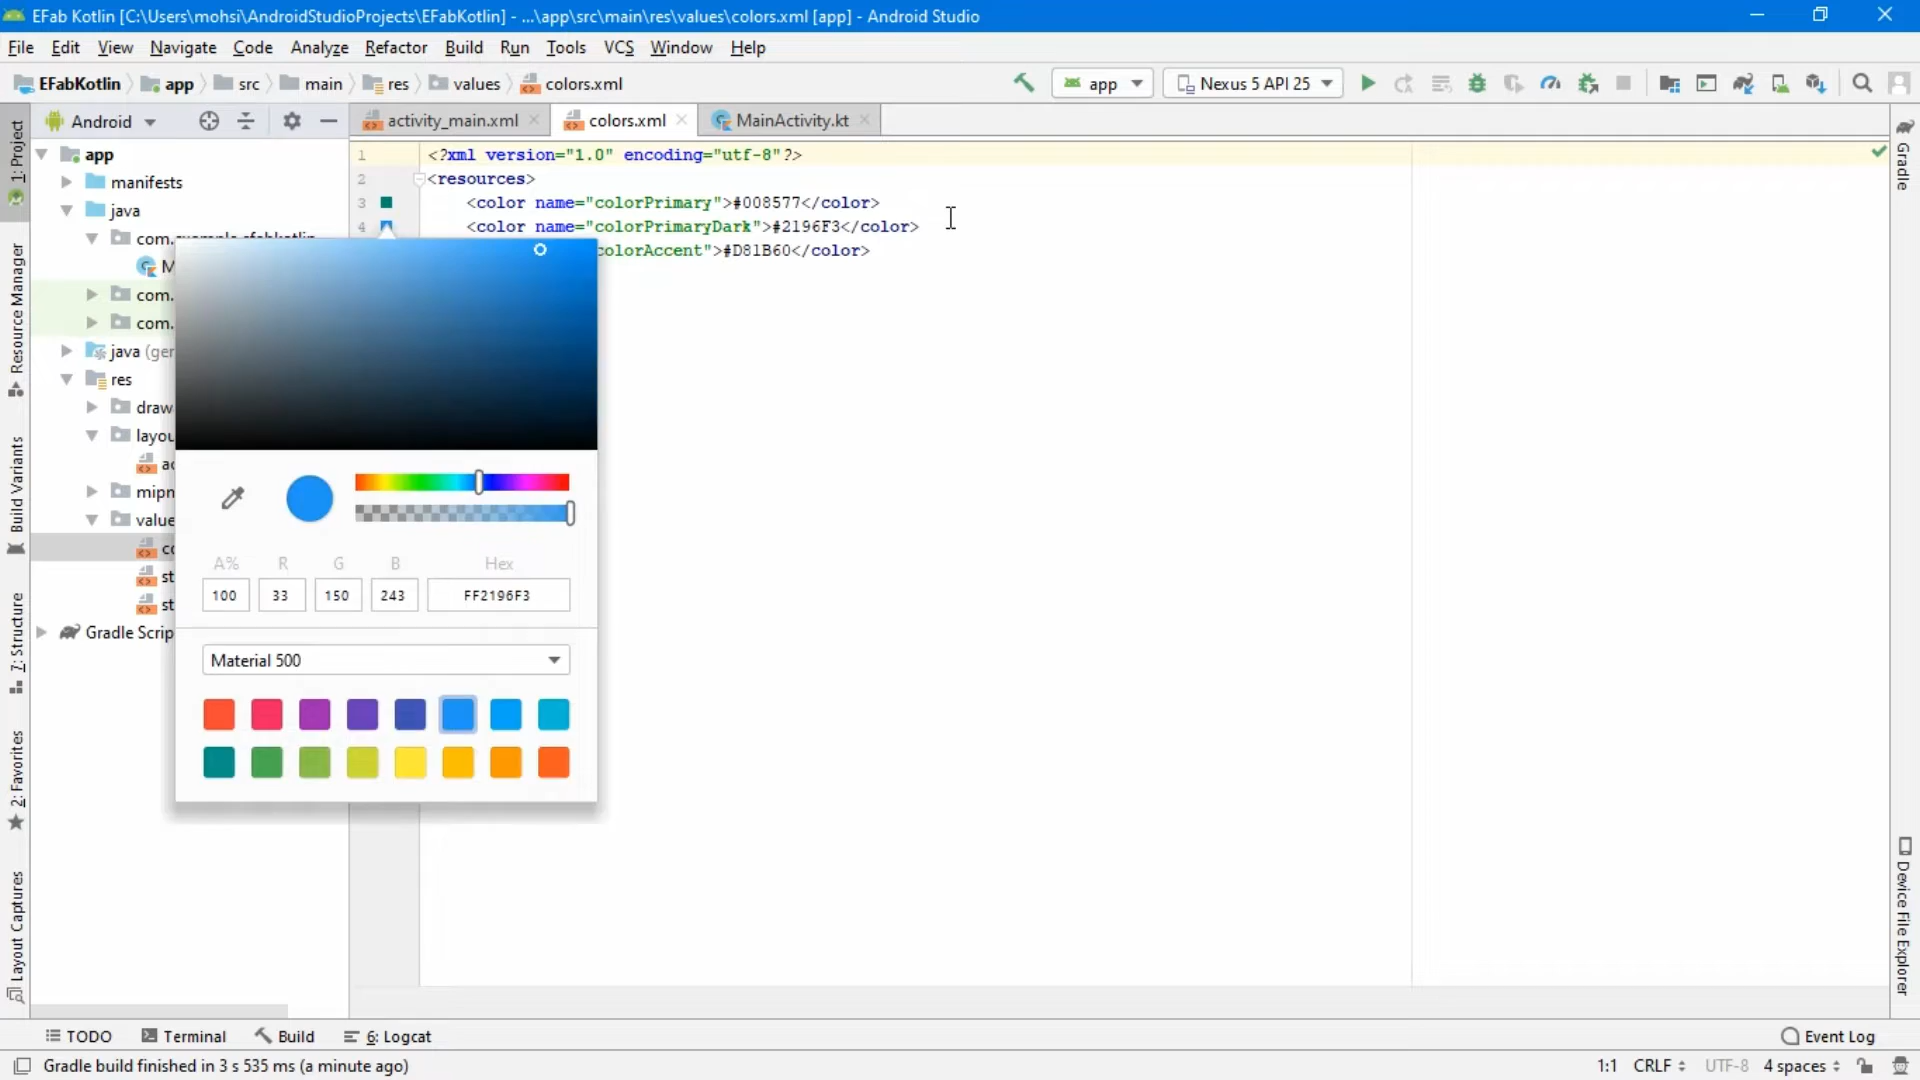 EFab Kotlin [C:\Users\mohsi\AndroidStudioProjects\EFabKotlin] - ...\app\src\main\res\values\colors.xml [app] - Android Studio
File Edit View Navigate Code Analyze Refactor Build Run Tools VCS Window Help
EFabKotlin app src main res values colors.xml app Nexus 5 API 25
Android activity_main.xml colors.xml MainActivity.kt
1: Project
Resource Manager
Build Variants
7: Structure
2: Favorites
Layout Captures
app
manifests
java
com.
com.
java
res
Gradle Scrip
1 <?xml version="1.0" encoding="utf-8"?>
2 <resources>
3 <color name="colorPrimary">#008577</color>
4 <color name="colorPrimaryDark">#2196F3</color>
colorAccent">#D81B60</color>
A% R G B Hex
100 33 150 243 FF2196F3
Material 500
Gradle
Device File Explorer
TODO Terminal Build 6: Logcat Event Log
Gradle build finished in 3 s 535 ms (a minute ago) 1:1 CRLF UTF-8 4 spaces